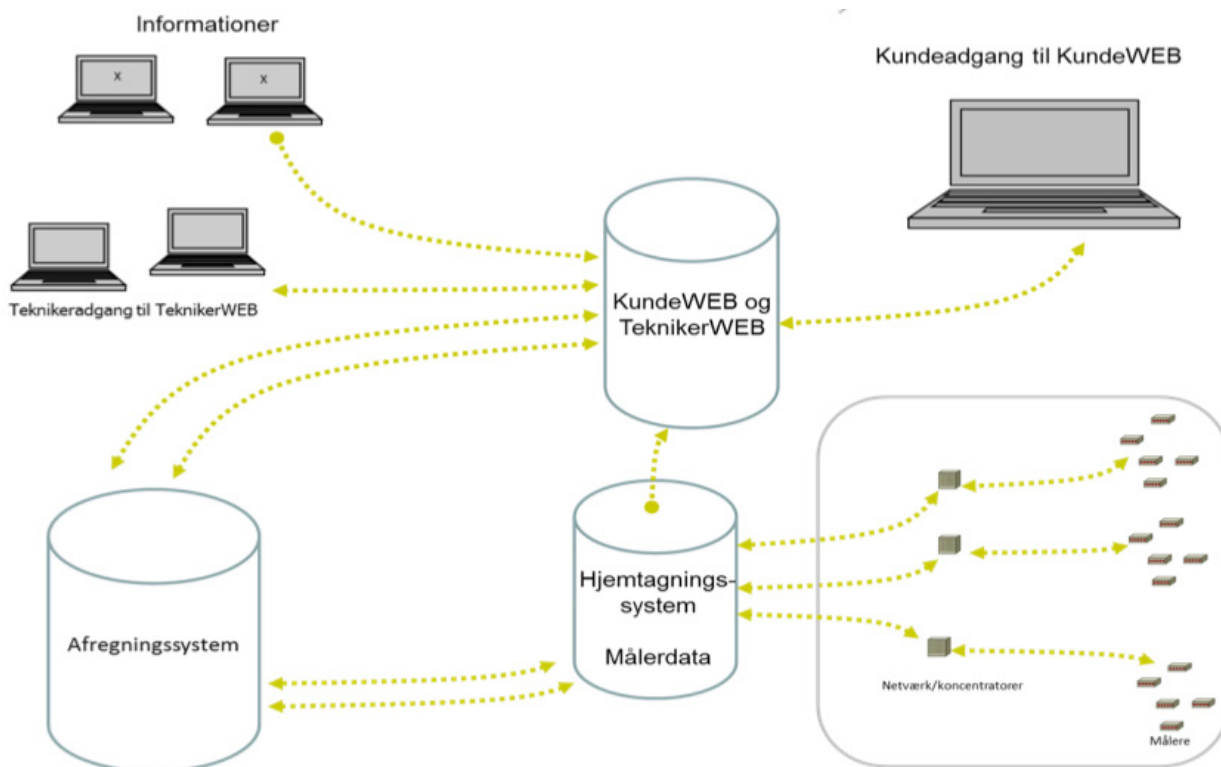 Informationer
X
X
Kundeadgang til KundeWEB
Teknikeradgang til TeknikerWEB
KundeWEB og
TeknikerWEB
Hjemtagnings-
system
Målerdata
Afregningssystem
Netværk/koncentratorer
Målere